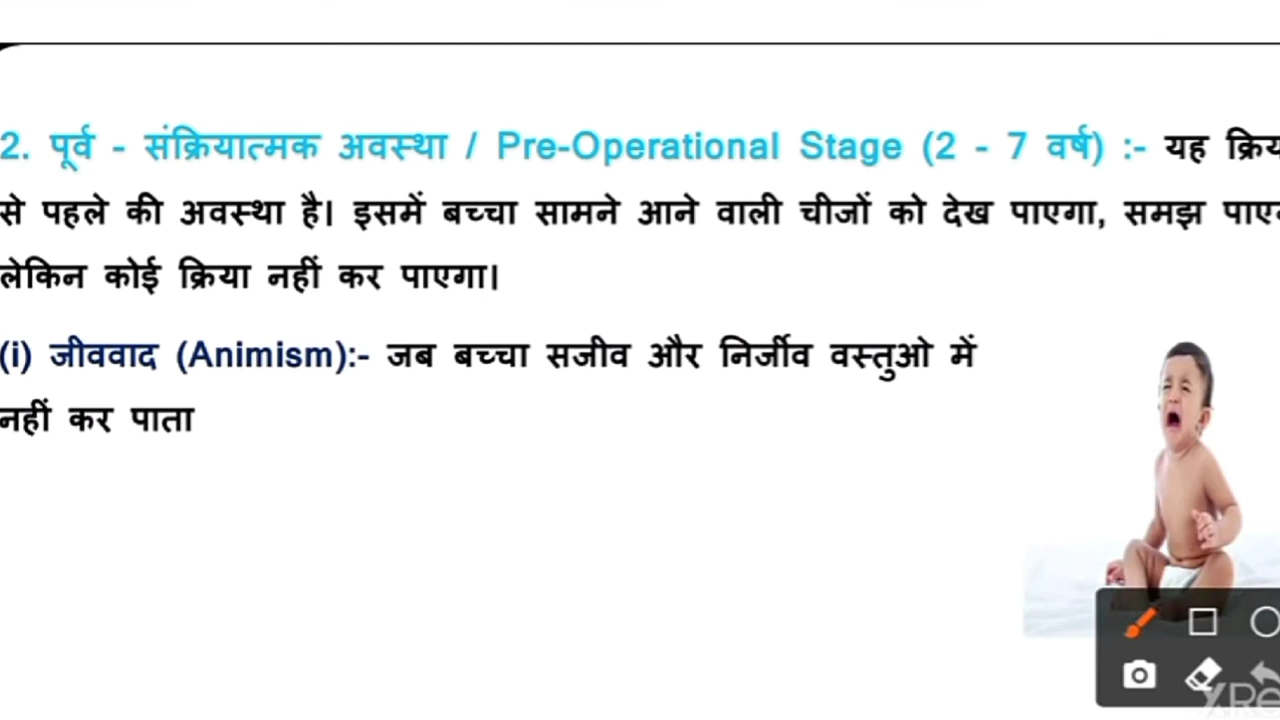 2. पूर्व - संक्रियात्मक अवस्था / Pre-Operational Stage (2 - 7 वर्ष) :- यह
से पहले की अवस्था है। इसमें बच्चा सामने आने वाली चीजों को देख पाएगा, समझ
लेकिन कोई क्रिया नहीं कर पाएगा।
(i) जीववाद (Animism):- जब बच्चा सजीव और निर्जीव वस्तुओ में
नहीं कर पाता